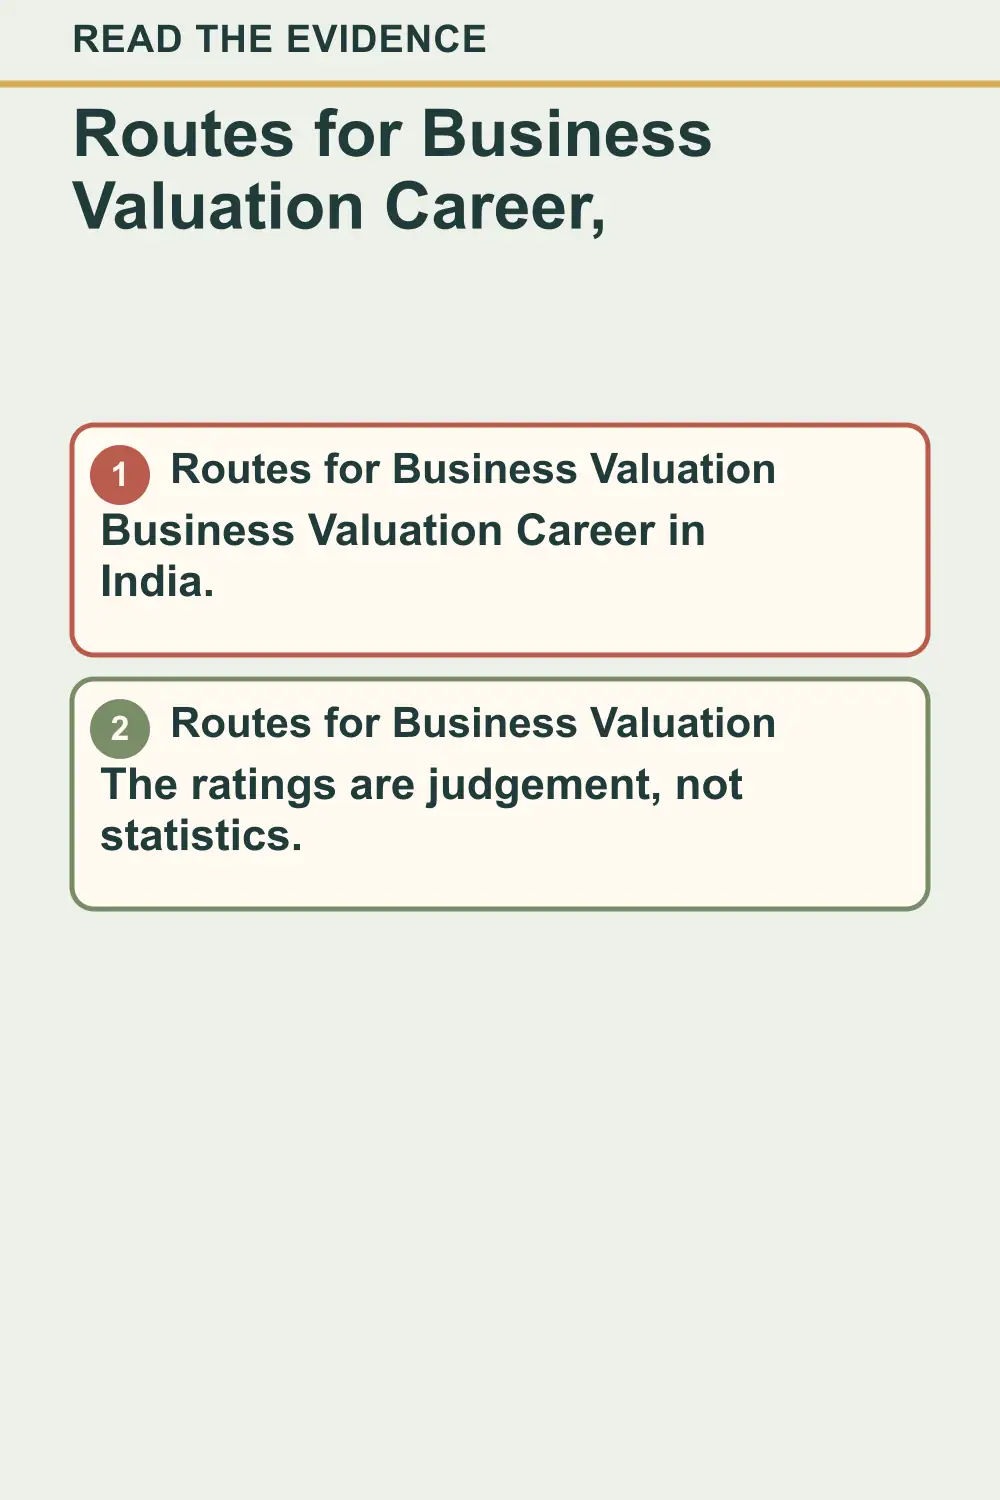 READ THE EVIDENCE
Routes for Business
Valuation Career,
1 Routes for Business Valuation
Business Valuation Career in
India.
2 Routes for Business Valuation
The ratings are judgement, not
statistics.